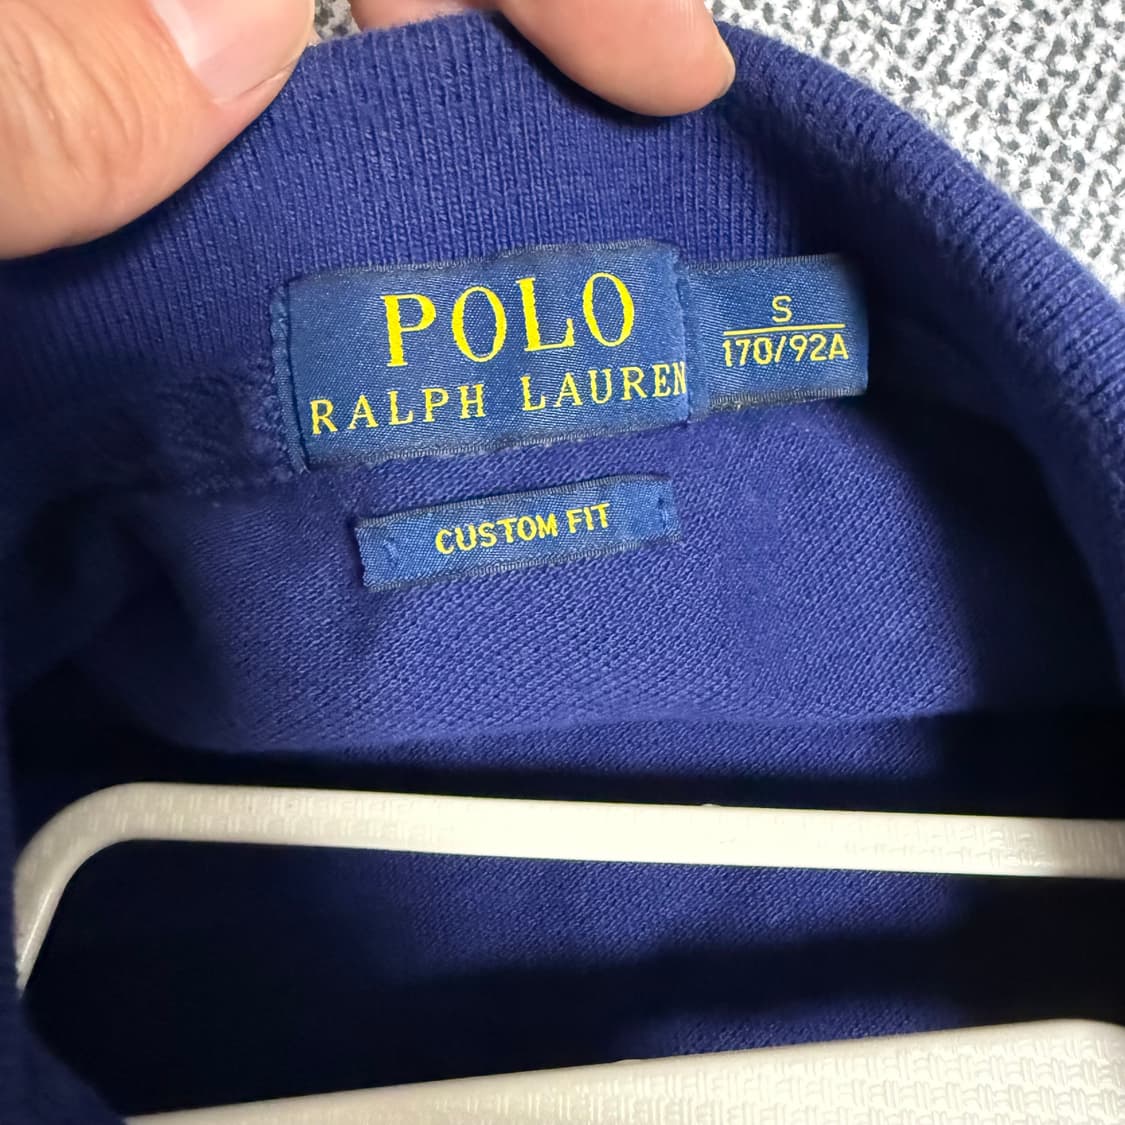 POLO
RALPH LAUREN
S
170/92A
CUSTOM FIT